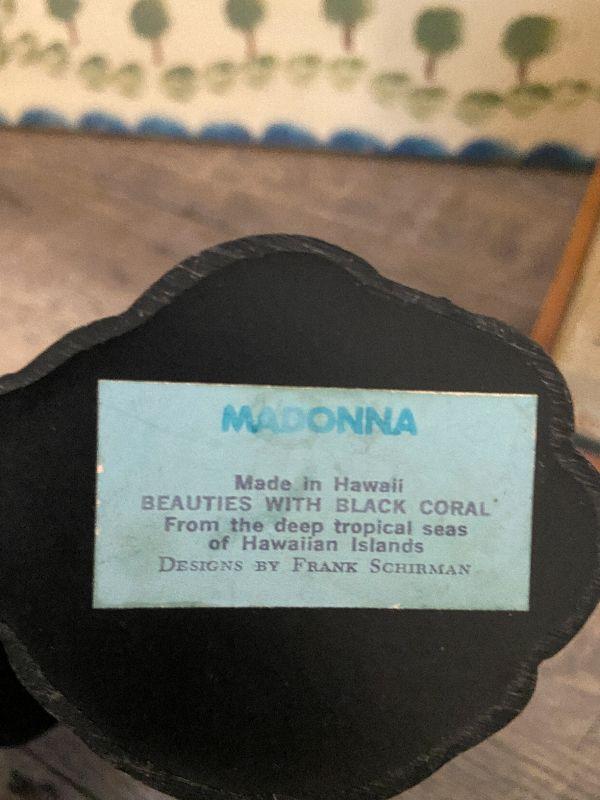 MADONNA
Made in Hawaii
BEAUTIES WITH BLACK CORAL
From the deep tropical seas
of Hawaiian Islands
DESIGNS BY FRANK SCHIRMAN